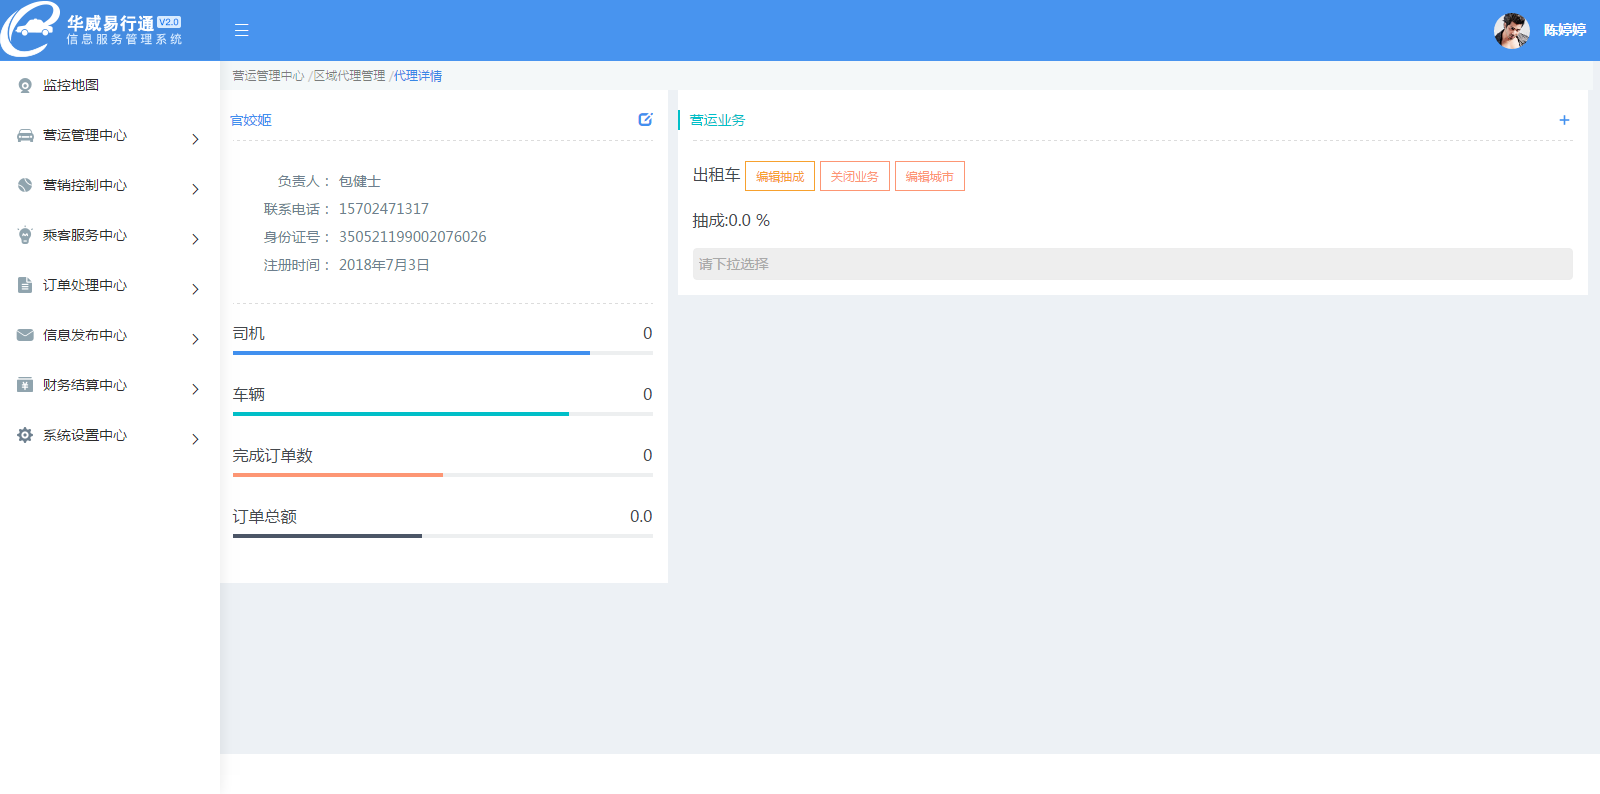 华威易行通 V2.0
信息服务管理系统
陈婷婷
监控地图
营运管理中心
营销控制中心
乘客服务中心
订单处理中心
信息发布中心
财务结算中心
系统设置中心
营运管理中心 /区域代理管理 /代理详情
官姣姬
负责人： 包健士
联系电话： 15702471317
身份证号： 350521199002076026
注册时间： 2018年7月3日
司机 0
车辆 0
完成订单数 0
订单总额 0.0
营运业务 +
出租车 编辑抽成 关闭业务 编辑城市
抽成:0.0 %
请下拉选择